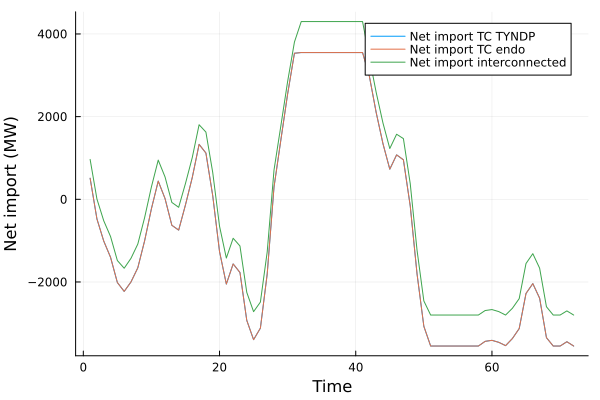 Net import TC TYNDP
Net import TC endo
Net import interconnected
4000
2000
0
−2000
0
20
40
60
Net import (MW)
Time